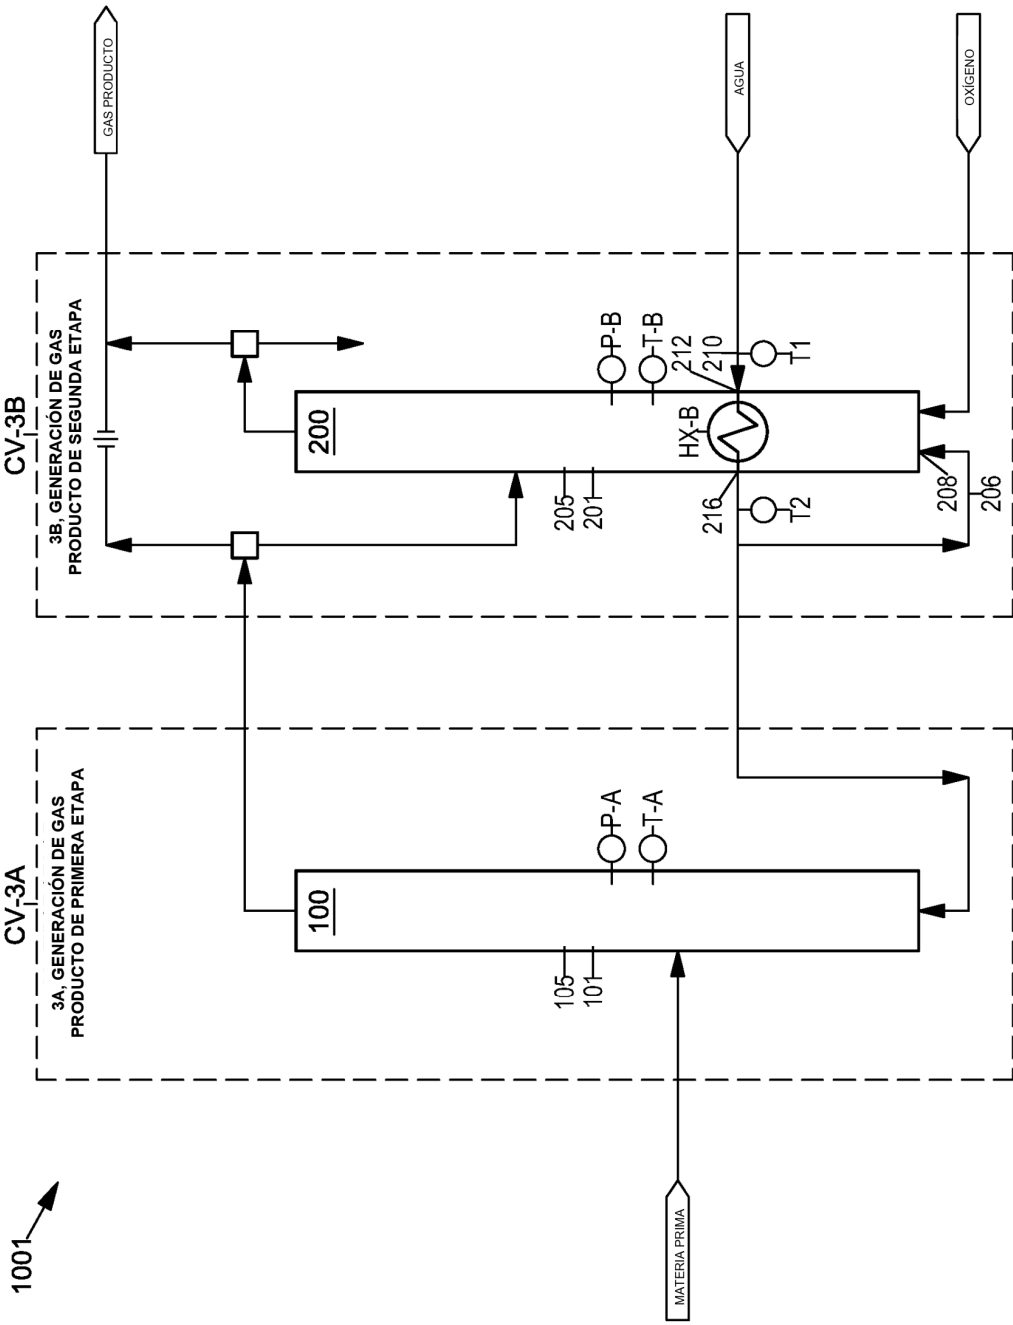 1001
CV-3A
3A, GENERACIÓN DE GAS
PRODUCTO DE PRIMERA ETAPA
CV-3B
3B, GENERACIÓN DE GAS
PRODUCTO DE SEGUNDA ETAPA
GAS PRODUCTO
AGUA
OXÍGENO
MATERIA PRIMA
100
105
101
P-A
T-A
200
205
201
P-B
T-B
HX-B
212
210
T1
216
T2
208
206